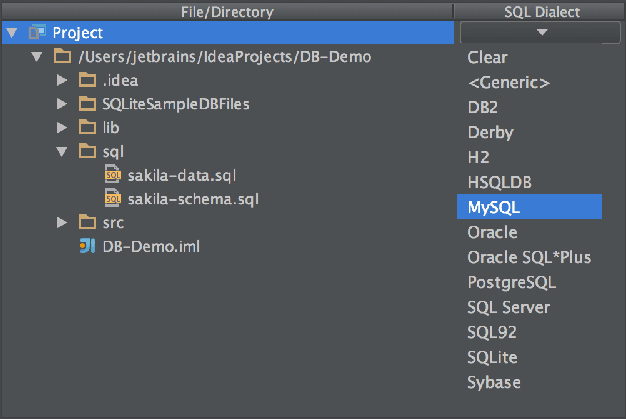 File/Directory
SQL Dialect
Project
/Users/jetbrains/IdeaProjects/DB-Demo
.idea
SQLiteSampleDBFiles
lib
sql
SQL
sakila-data.sql
SQL
sakila-schema.sql
src
DB-Demo.iml
Clear
<Generic>
DB2
Derby
H2
HSQLDB
MySQL
Oracle
Oracle SQL*Plus
PostgreSQL
SQL Server
SQL92
SQLite
Sybase